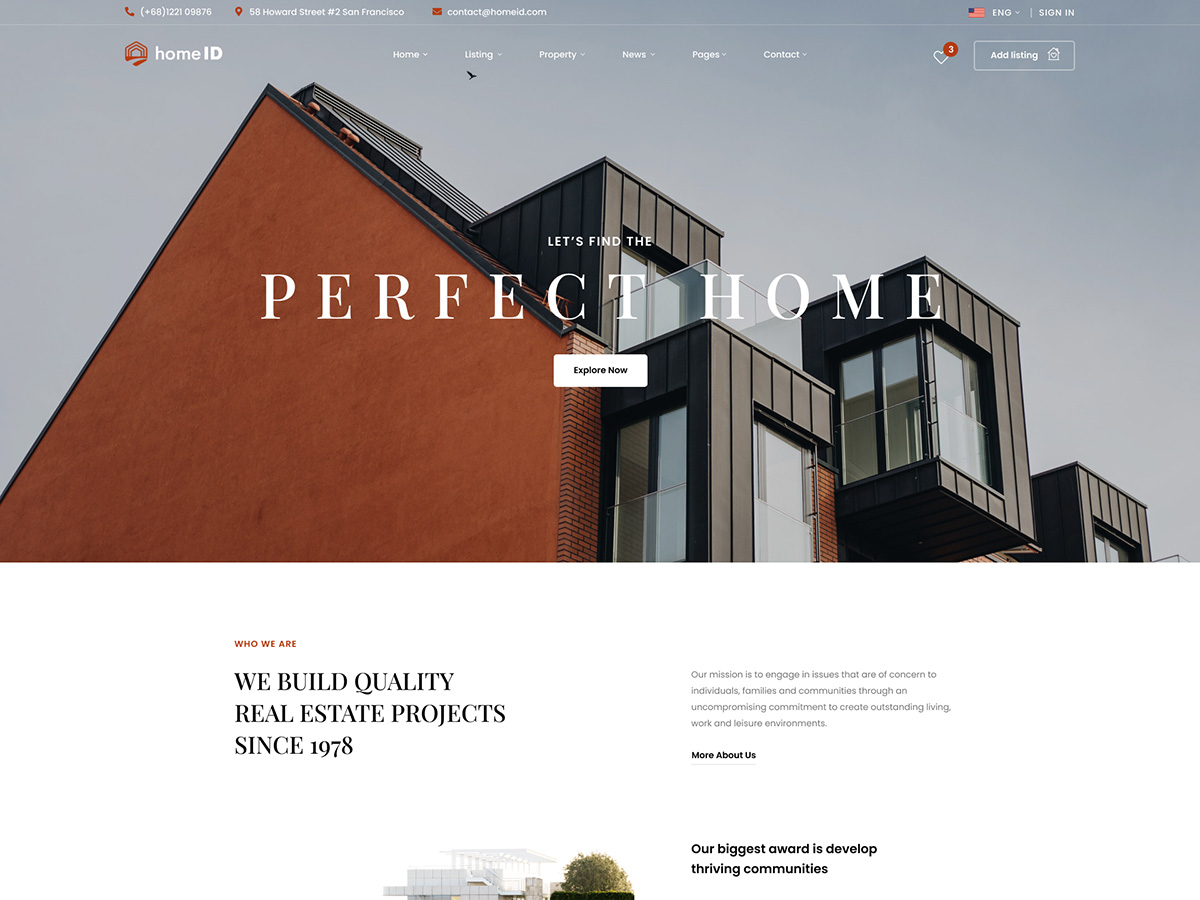 (+68)1221 09876
58 Howard Street #2 San Francisco
contact@homeid.com
ENG
SIGN IN
home ID
Home
Listing
Property
News
Pages
Contact
3
Add listing
LET'S FIND THE
PERFECT HOME
Explore Now
WHO WE ARE
WE BUILD QUALITY
REAL ESTATE PROJECTS
SINCE 1978
Our mission is to engage in issues that are of concern to
individuals, families and communities through an
uncompromising commitment to create outstanding living,
work and leisure environments.
More About Us
Our biggest award is develop
thriving communities